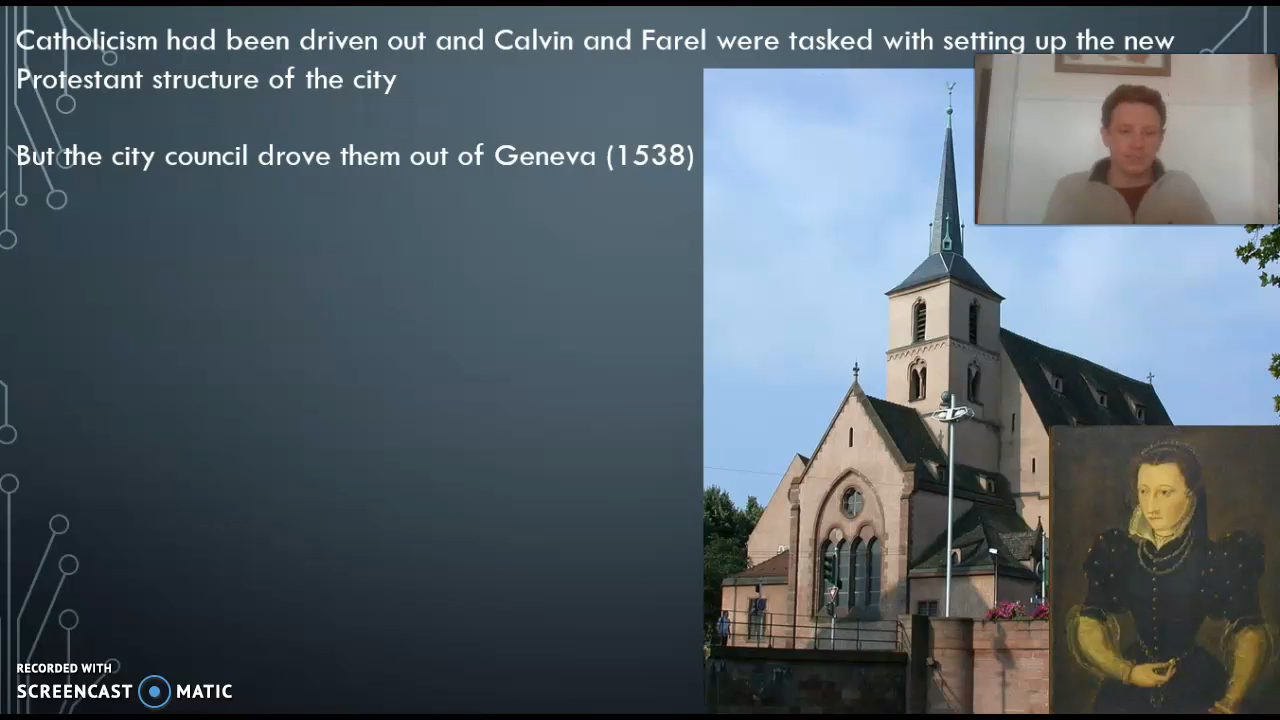 Catholicism had been driven out and Calvin and Farel were tasked with setting up the new
Protestant structure of the city
But the city council drove them out of Geneva (1538)
RECORDED WITH
SCREENCAST MATIC